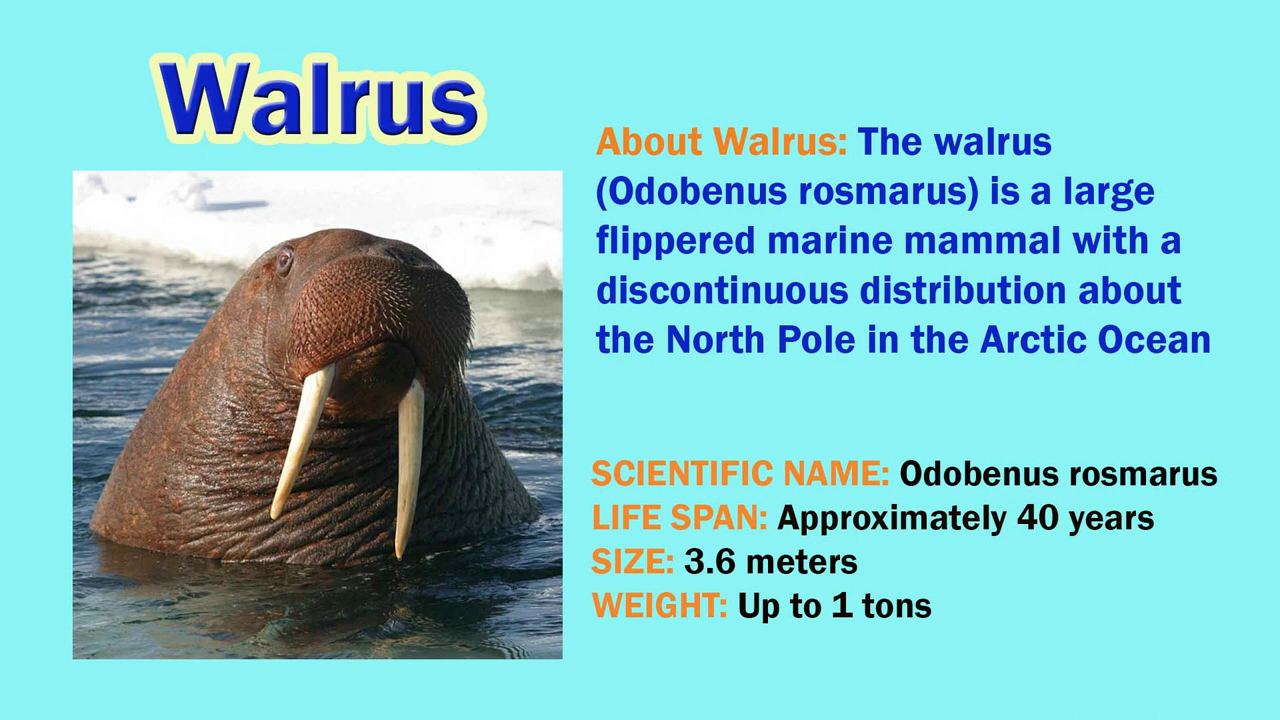 Walrus
About Walrus: The walrus
(Odobenus rosmarus) is a large
flippered marine mammal with a
discontinuous distribution about
the North Pole in the Arctic Ocean
SCIENTIFIC NAME: Odobenus rosmarus
LIFE SPAN: Approximately 40 years
SIZE: 3.6 meters
WEIGHT: Up to 1 tons